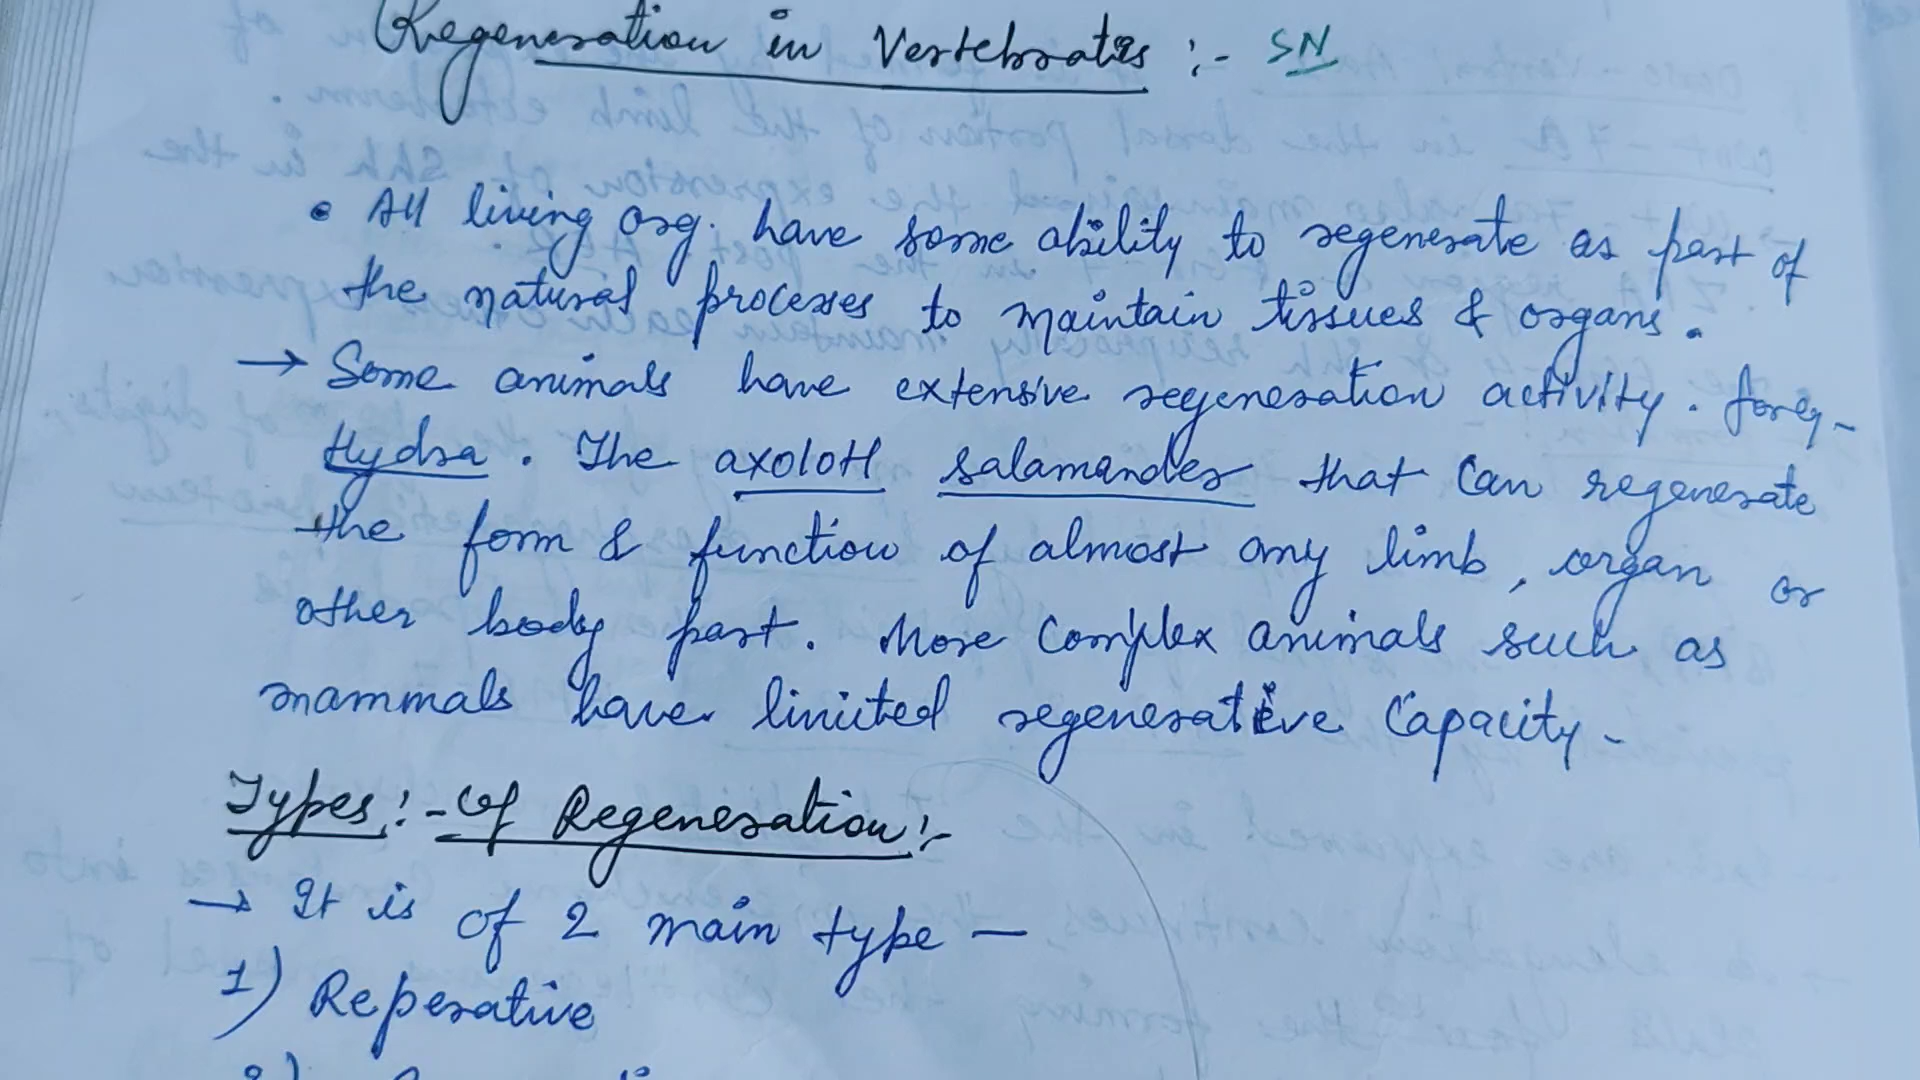 Regeneration in Vertebrates :- SN
• All living org. have some ability to regenerate as part of
the natural processes to maintain tissues & organs.
→ Some animals have extensive regeneration activity. for eg-
Hydra. The axolotl salamander that can regenerate
the form & function of almost any limb, organ or
other body part. More complex animals such as
mammals have limited regenerative capacity-
Types:- Of Regeneration:-
→ It is of 2 main type —
1) Reperative